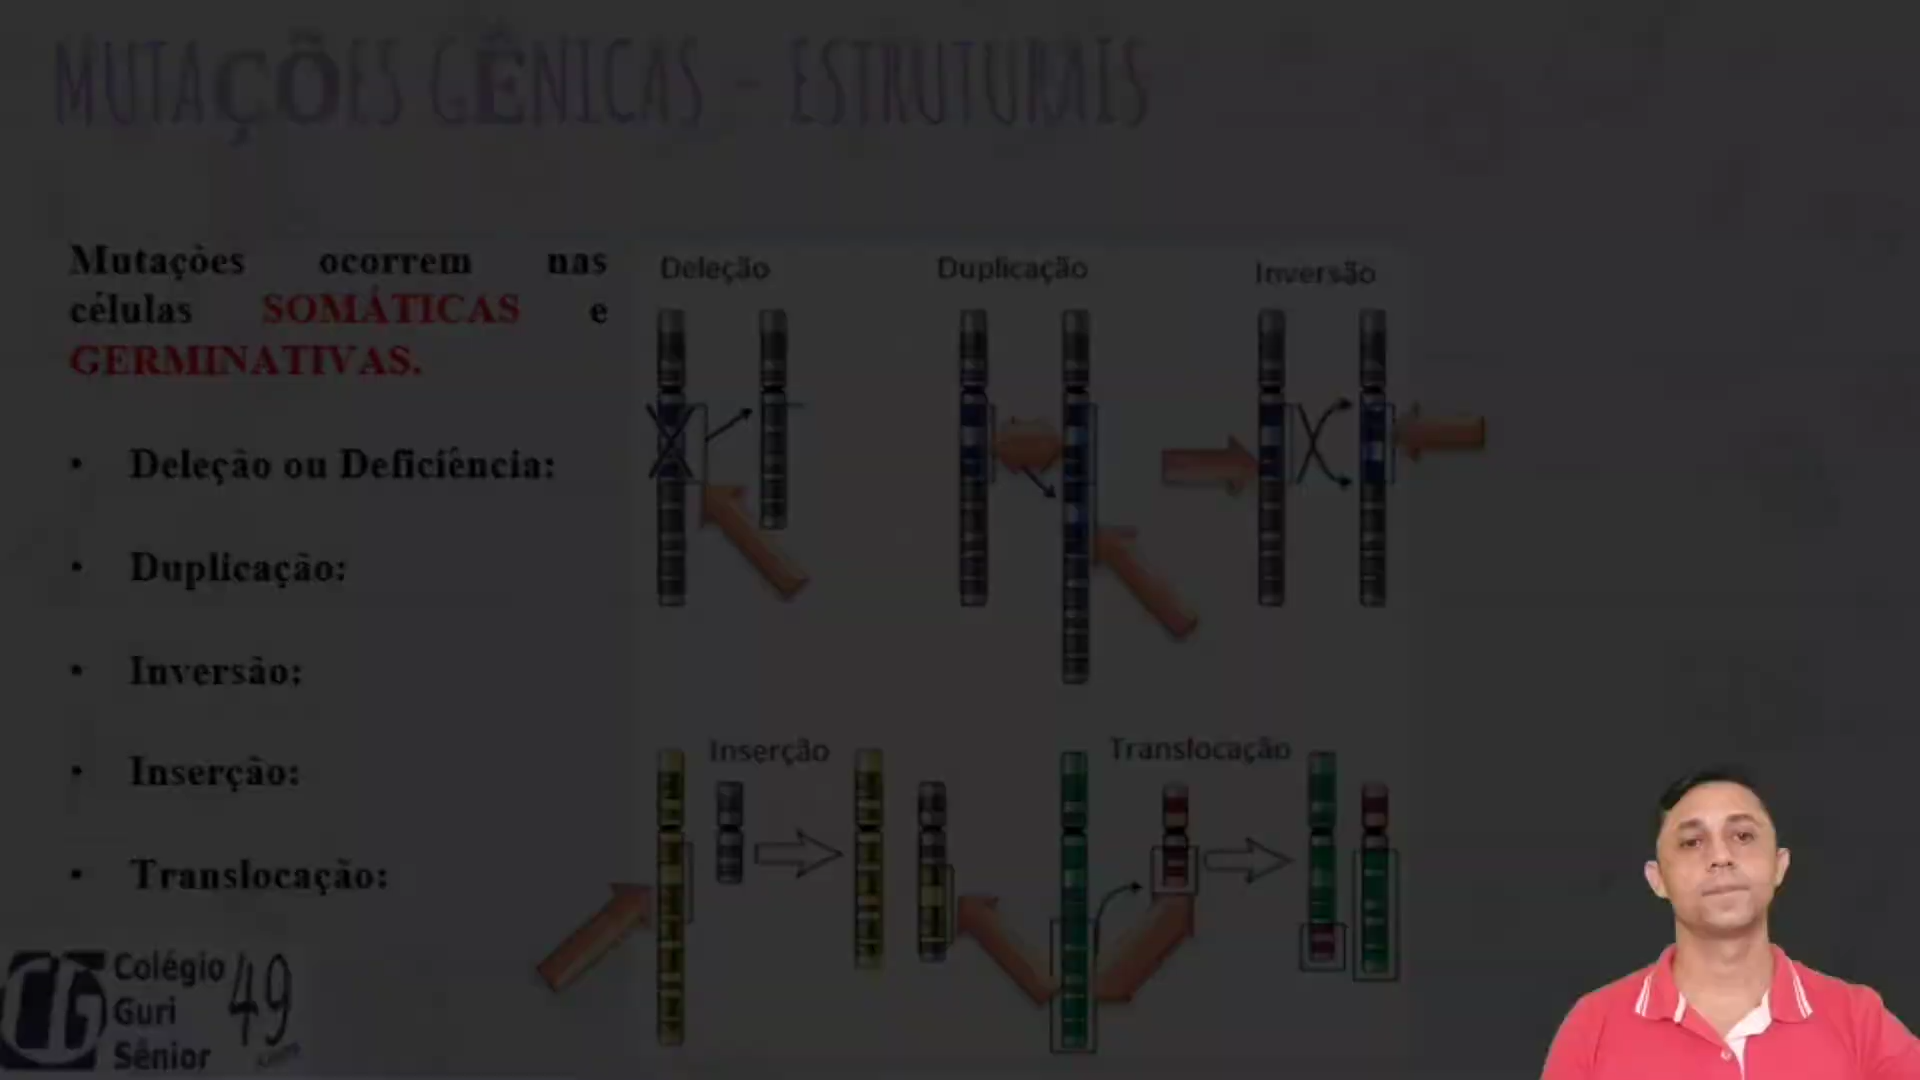 MUTAÇÕES GÊNICAS - ESTRUTURAIS
Mutações ocorrem nas
células SOMÁTICAS e
GERMINATIVAS.
• Deleção ou Deficiência:
• Duplicação:
• Inversão:
• Inserção:
• Translocação:
Deleção
Duplicação
Inversão
Inserção
Translocação
Colégio
Guri
Sênior
49